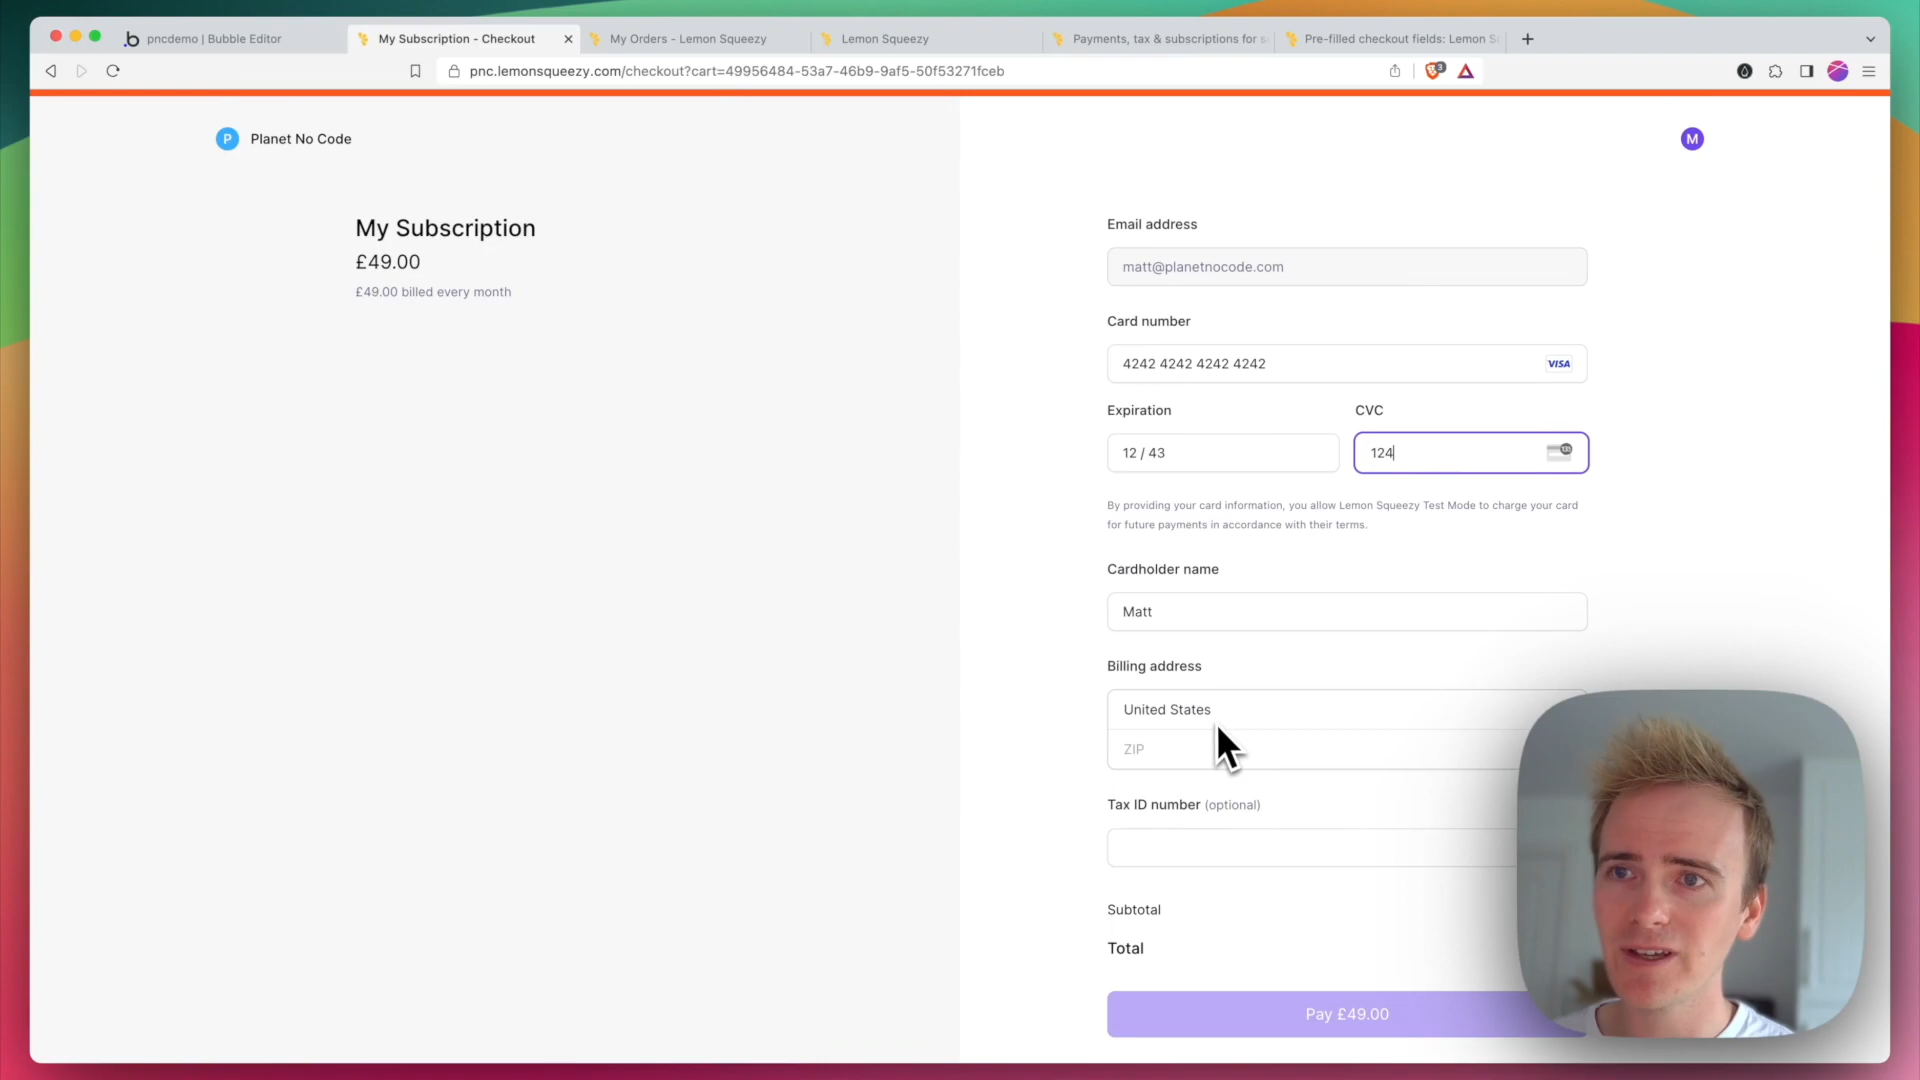 pncdemo | Bubble Editor
My Subscription - Checkout
My Orders - Lemon Squeezy
Lemon Squeezy
Payments, tax & subscriptions for s
Pre-filled checkout fields: Lemon S
pnc.lemonsqueezy.com/checkout?cart=49956484-53a7-46b9-9af5-50f53271fceb
3
P
Planet No Code
M
My Subscription
£49.00
£49.00 billed every month
Email address
matt@planetnocode.com
Card number
4242 4242 4242 4242
VISA
Expiration
CVC
12 / 43
124
By providing your card information, you allow Lemon Squeezy Test Mode to charge your card
for future payments in accordance with their terms.
Cardholder name
Matt
Billing address
United States
ZIP
Tax ID number (optional)
Subtotal
Total
Pay £49.00